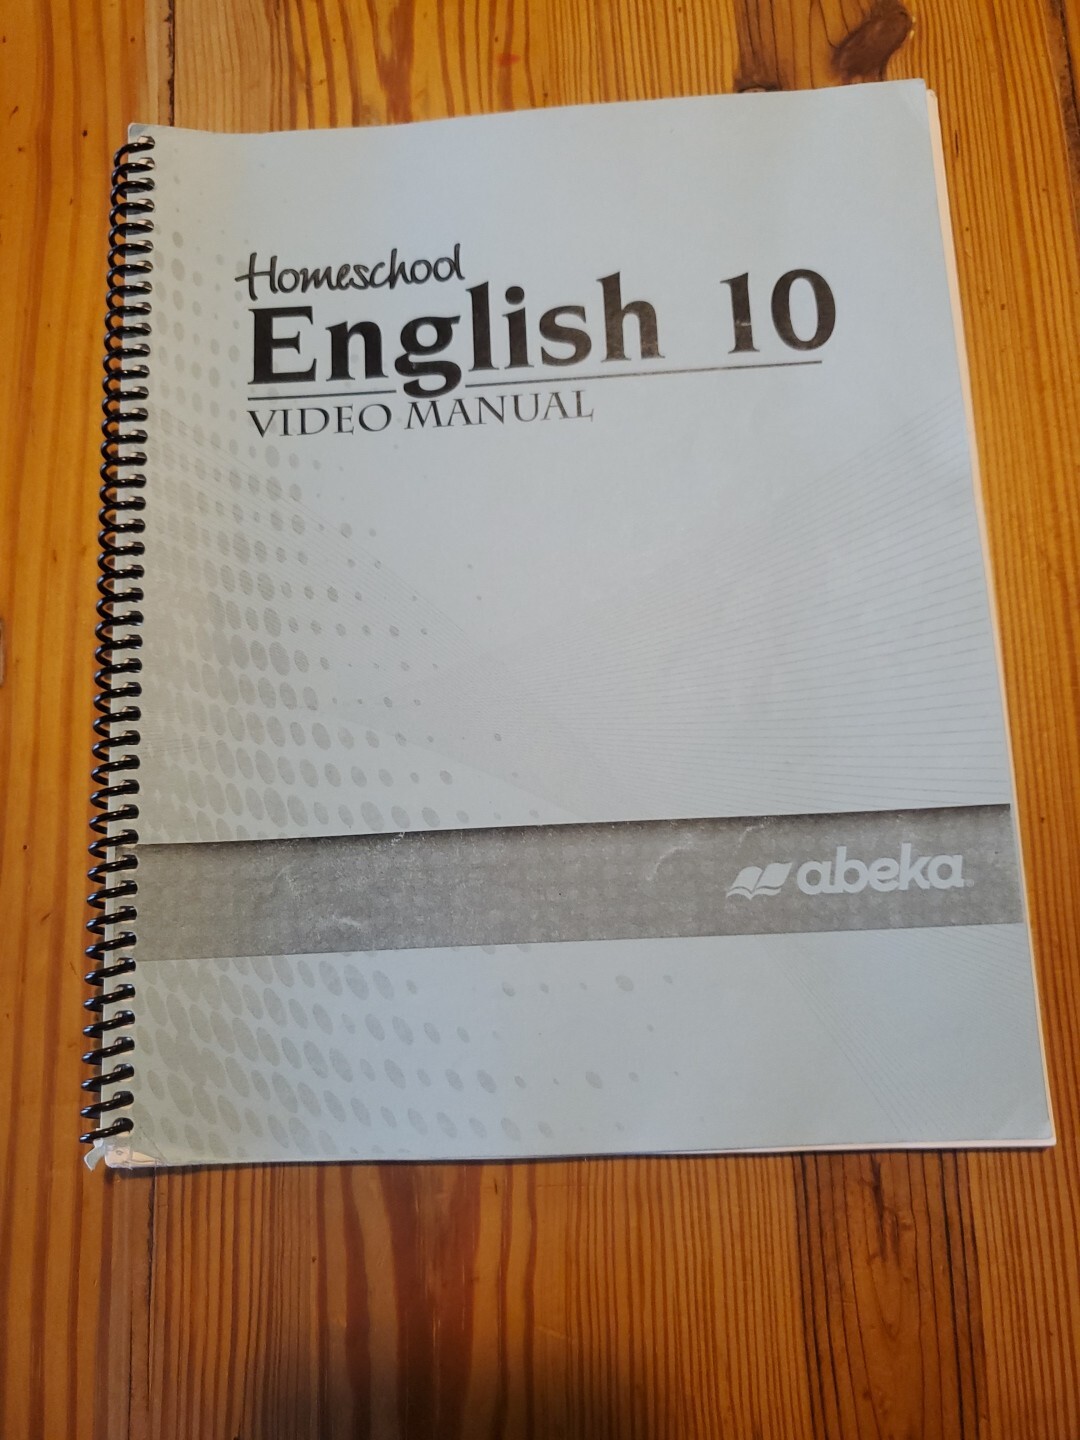 Homeschool
English 10
VIDEO MANUAL
abeka